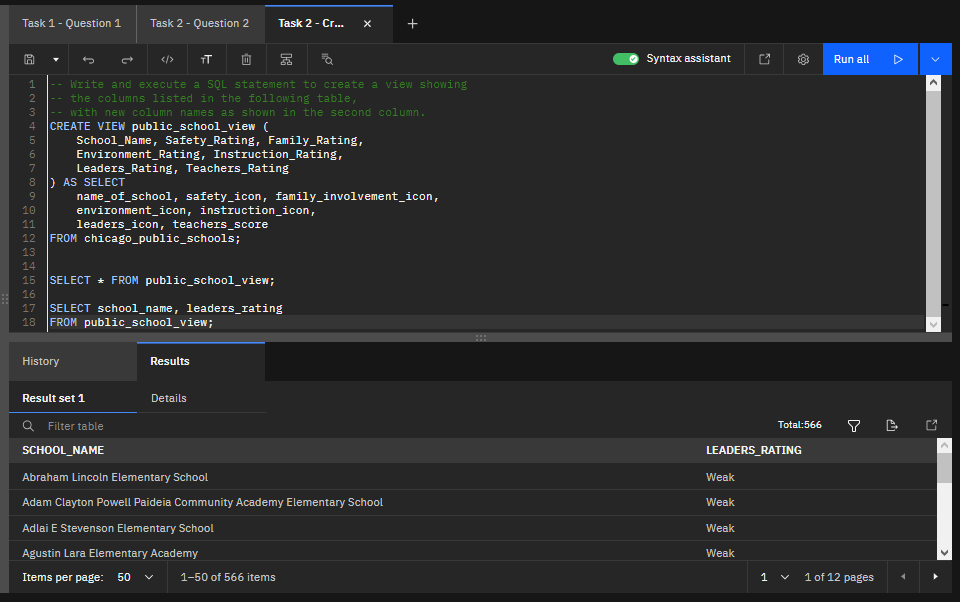 Task 1 - Question 1
Task 2 - Question 2
Task 2 - Cr...
Syntax assistant
Run all
1 -- Write and execute a SQL statement to create a view showing
2 -- the columns listed in the following table,
3 -- with new column names as shown in the second column.
4 CREATE VIEW public_school_view (
5 School_Name, Safety_Rating, Family_Rating,
6 Environment_Rating, Instruction_Rating,
7 Leaders_Rating, Teachers_Rating
8 ) AS SELECT
9 name_of_school, safety_icon, family_involvement_icon,
10 environment_icon, instruction_icon,
11 leaders_icon, teachers_score
12 FROM chicago_public_schools;
13
14
15 SELECT * FROM public_school_view;
16
17 SELECT school_name, leaders_rating
18 FROM public_school_view;
History
Results
Result set 1
Details
Filter table
Total:566
SCHOOL_NAME LEADERS_RATING
Abraham Lincoln Elementary School Weak
Adam Clayton Powell Paideia Community Academy Elementary School Weak
Adlai E Stevenson Elementary School Weak
Agustin Lara Elementary Academy Weak
Items per page: 50
1–50 of 566 items
1
1 of 12 pages